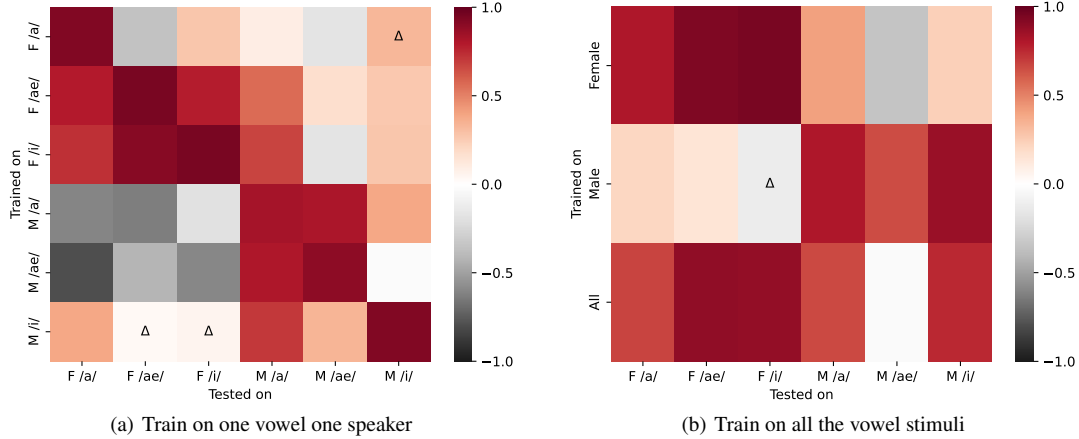 F /a/
F /ae/
F /i/
M /a/
M /ae/
M /i/
Trained on
Δ
Δ
Δ
F /a/
F /ae/
F /i/
M /a/
M /ae/
M /i/
Tested on
1.0
0.5
0.0
−0.5
−1.0
(a) Train on one vowel one speaker
Female
Male
All
Trained on
Δ
F /a/
F /ae/
F /i/
M /a/
M /ae/
M /i/
Tested on
1.0
0.5
0.0
−0.5
−1.0
(b) Train on all the vowel stimuli